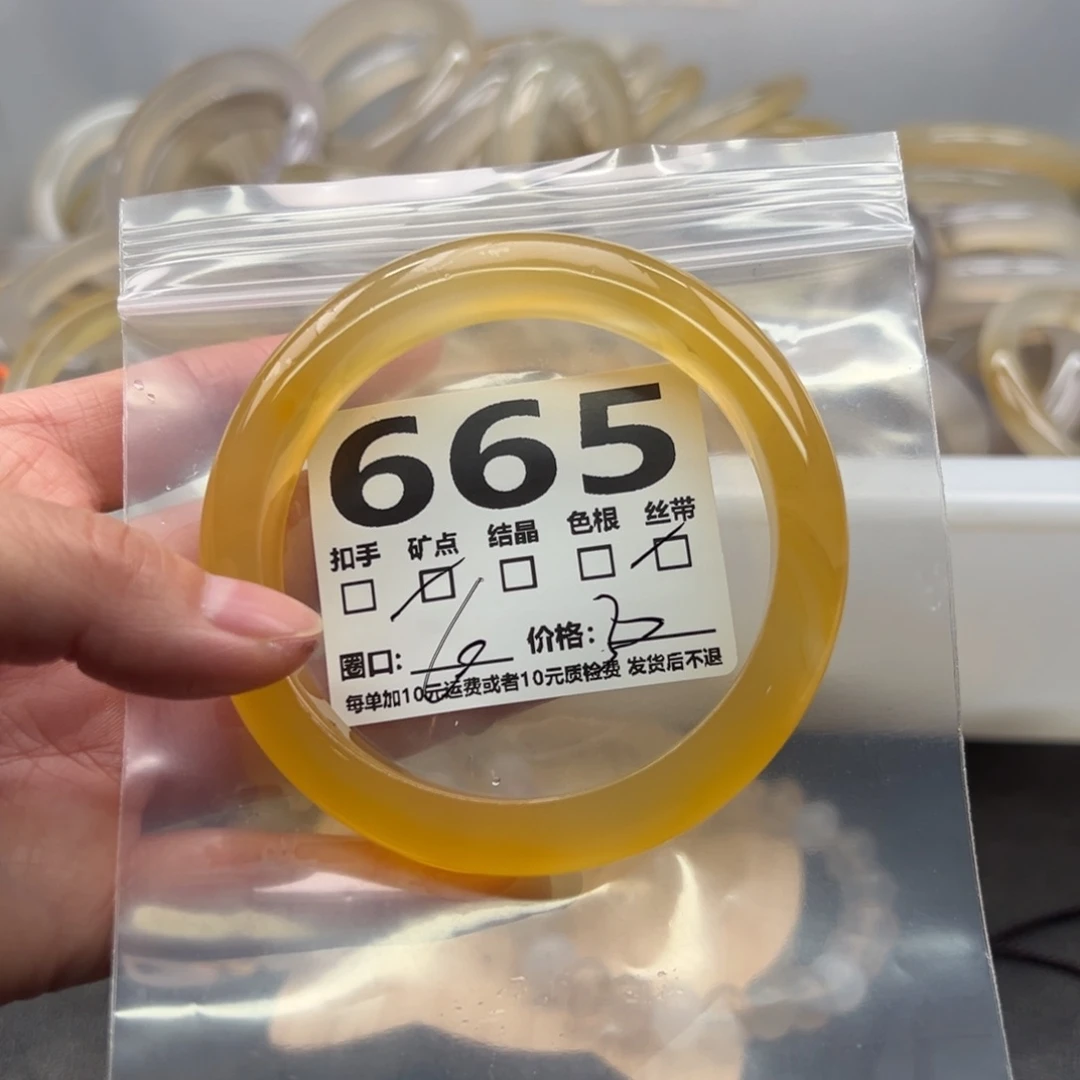 665
扣手 矿点 结晶 色根 丝带
圈口: 价格:
每单加10元运费或者10元质检费 发货后不退